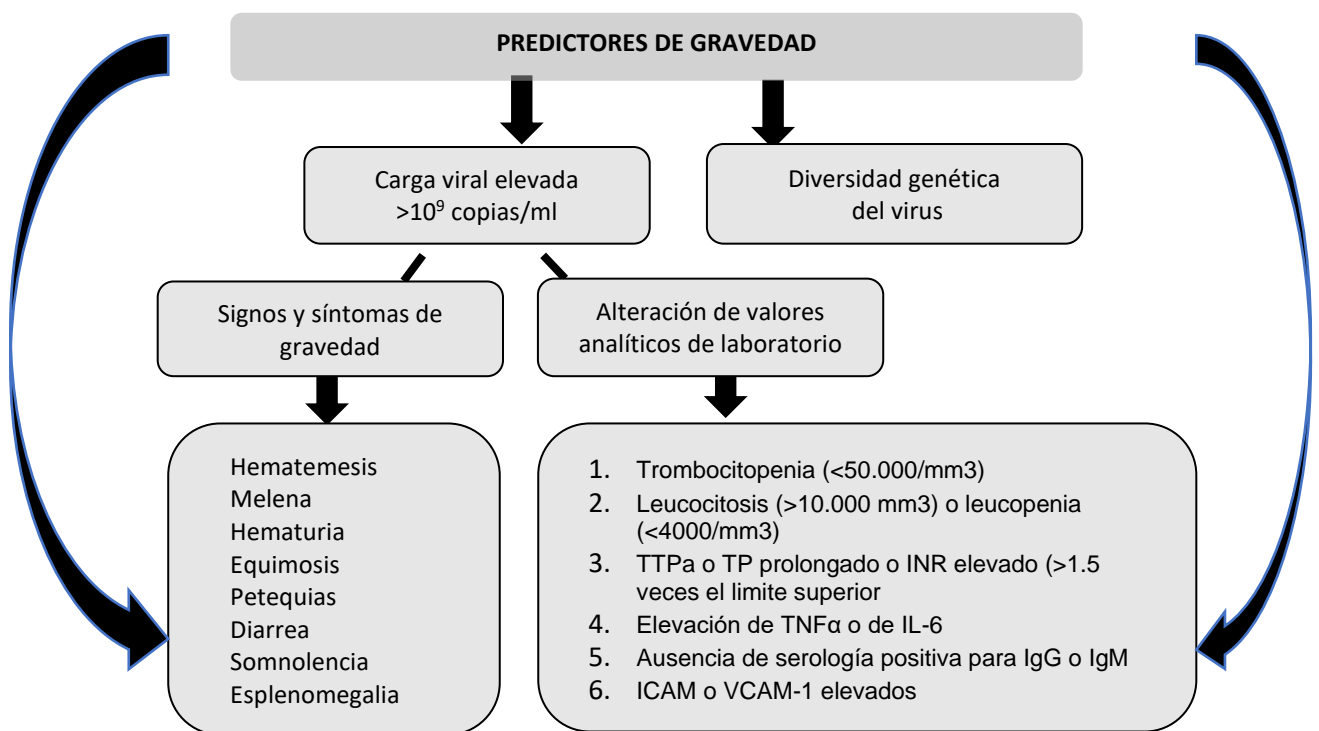 PREDICTORES DE GRAVEDAD
Carga viral elevada
>10⁹ copias/ml
Diversidad genética
del virus
Signos y síntomas de
gravedad
Alteración de valores
analíticos de laboratorio
Hematemesis
Melena
Hematuria
Equimosis
Petequias
Diarrea
Somnolencia
Esplenomegalia
1. Trombocitopenia (<50.000/mm3)
2. Leucocitosis (>10.000 mm3) o leucopenia
(<4000/mm3)
3. TTPa o TP prolongado o INR elevado (>1.5
veces el limite superior
4. Elevación de TNFα o de IL-6
5. Ausencia de serología positiva para IgG o IgM
6. ICAM o VCAM-1 elevados